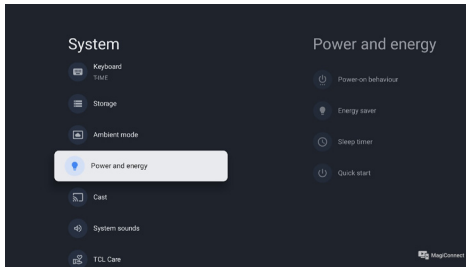 System
Keyboard
T-IME
Storage
Ambient mode
Power and energy
Cast
System sounds
TCL Care
Power and energy
Power-on behaviour
Energy saver
Sleep timer
Quick start
MagiConnect